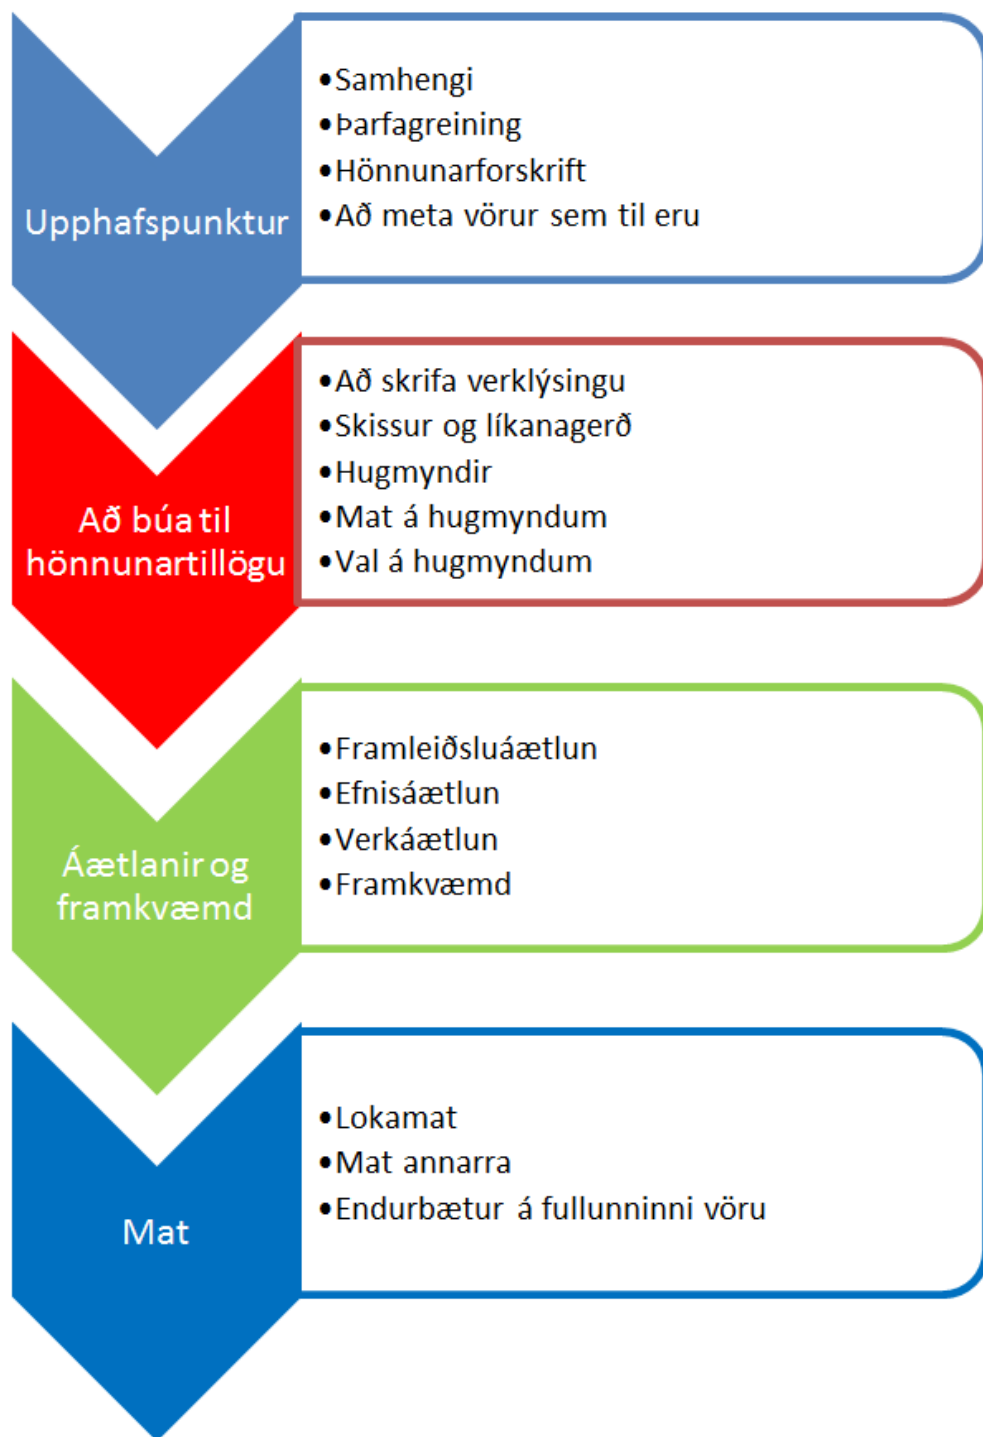 Upphafspunktur
•Samhengi
•Þarfagreining
•Hönnunarforskrift
•Að meta vörur sem til eru
Að búa til
hönnunartillögu
•Að skrifa verklýsingu
•Skissur og líkanagerð
•Hugmyndir
•Mat á hugmyndum
•Val á hugmyndum
Áætlanir og
framkvæmd
•Framleiðsluáætlun
•Efnisáætlun
•Verkáætlun
•Framkvæmd
Mat
•Lokamat
•Mat annarra
•Endurbætur á fullunninni vöru